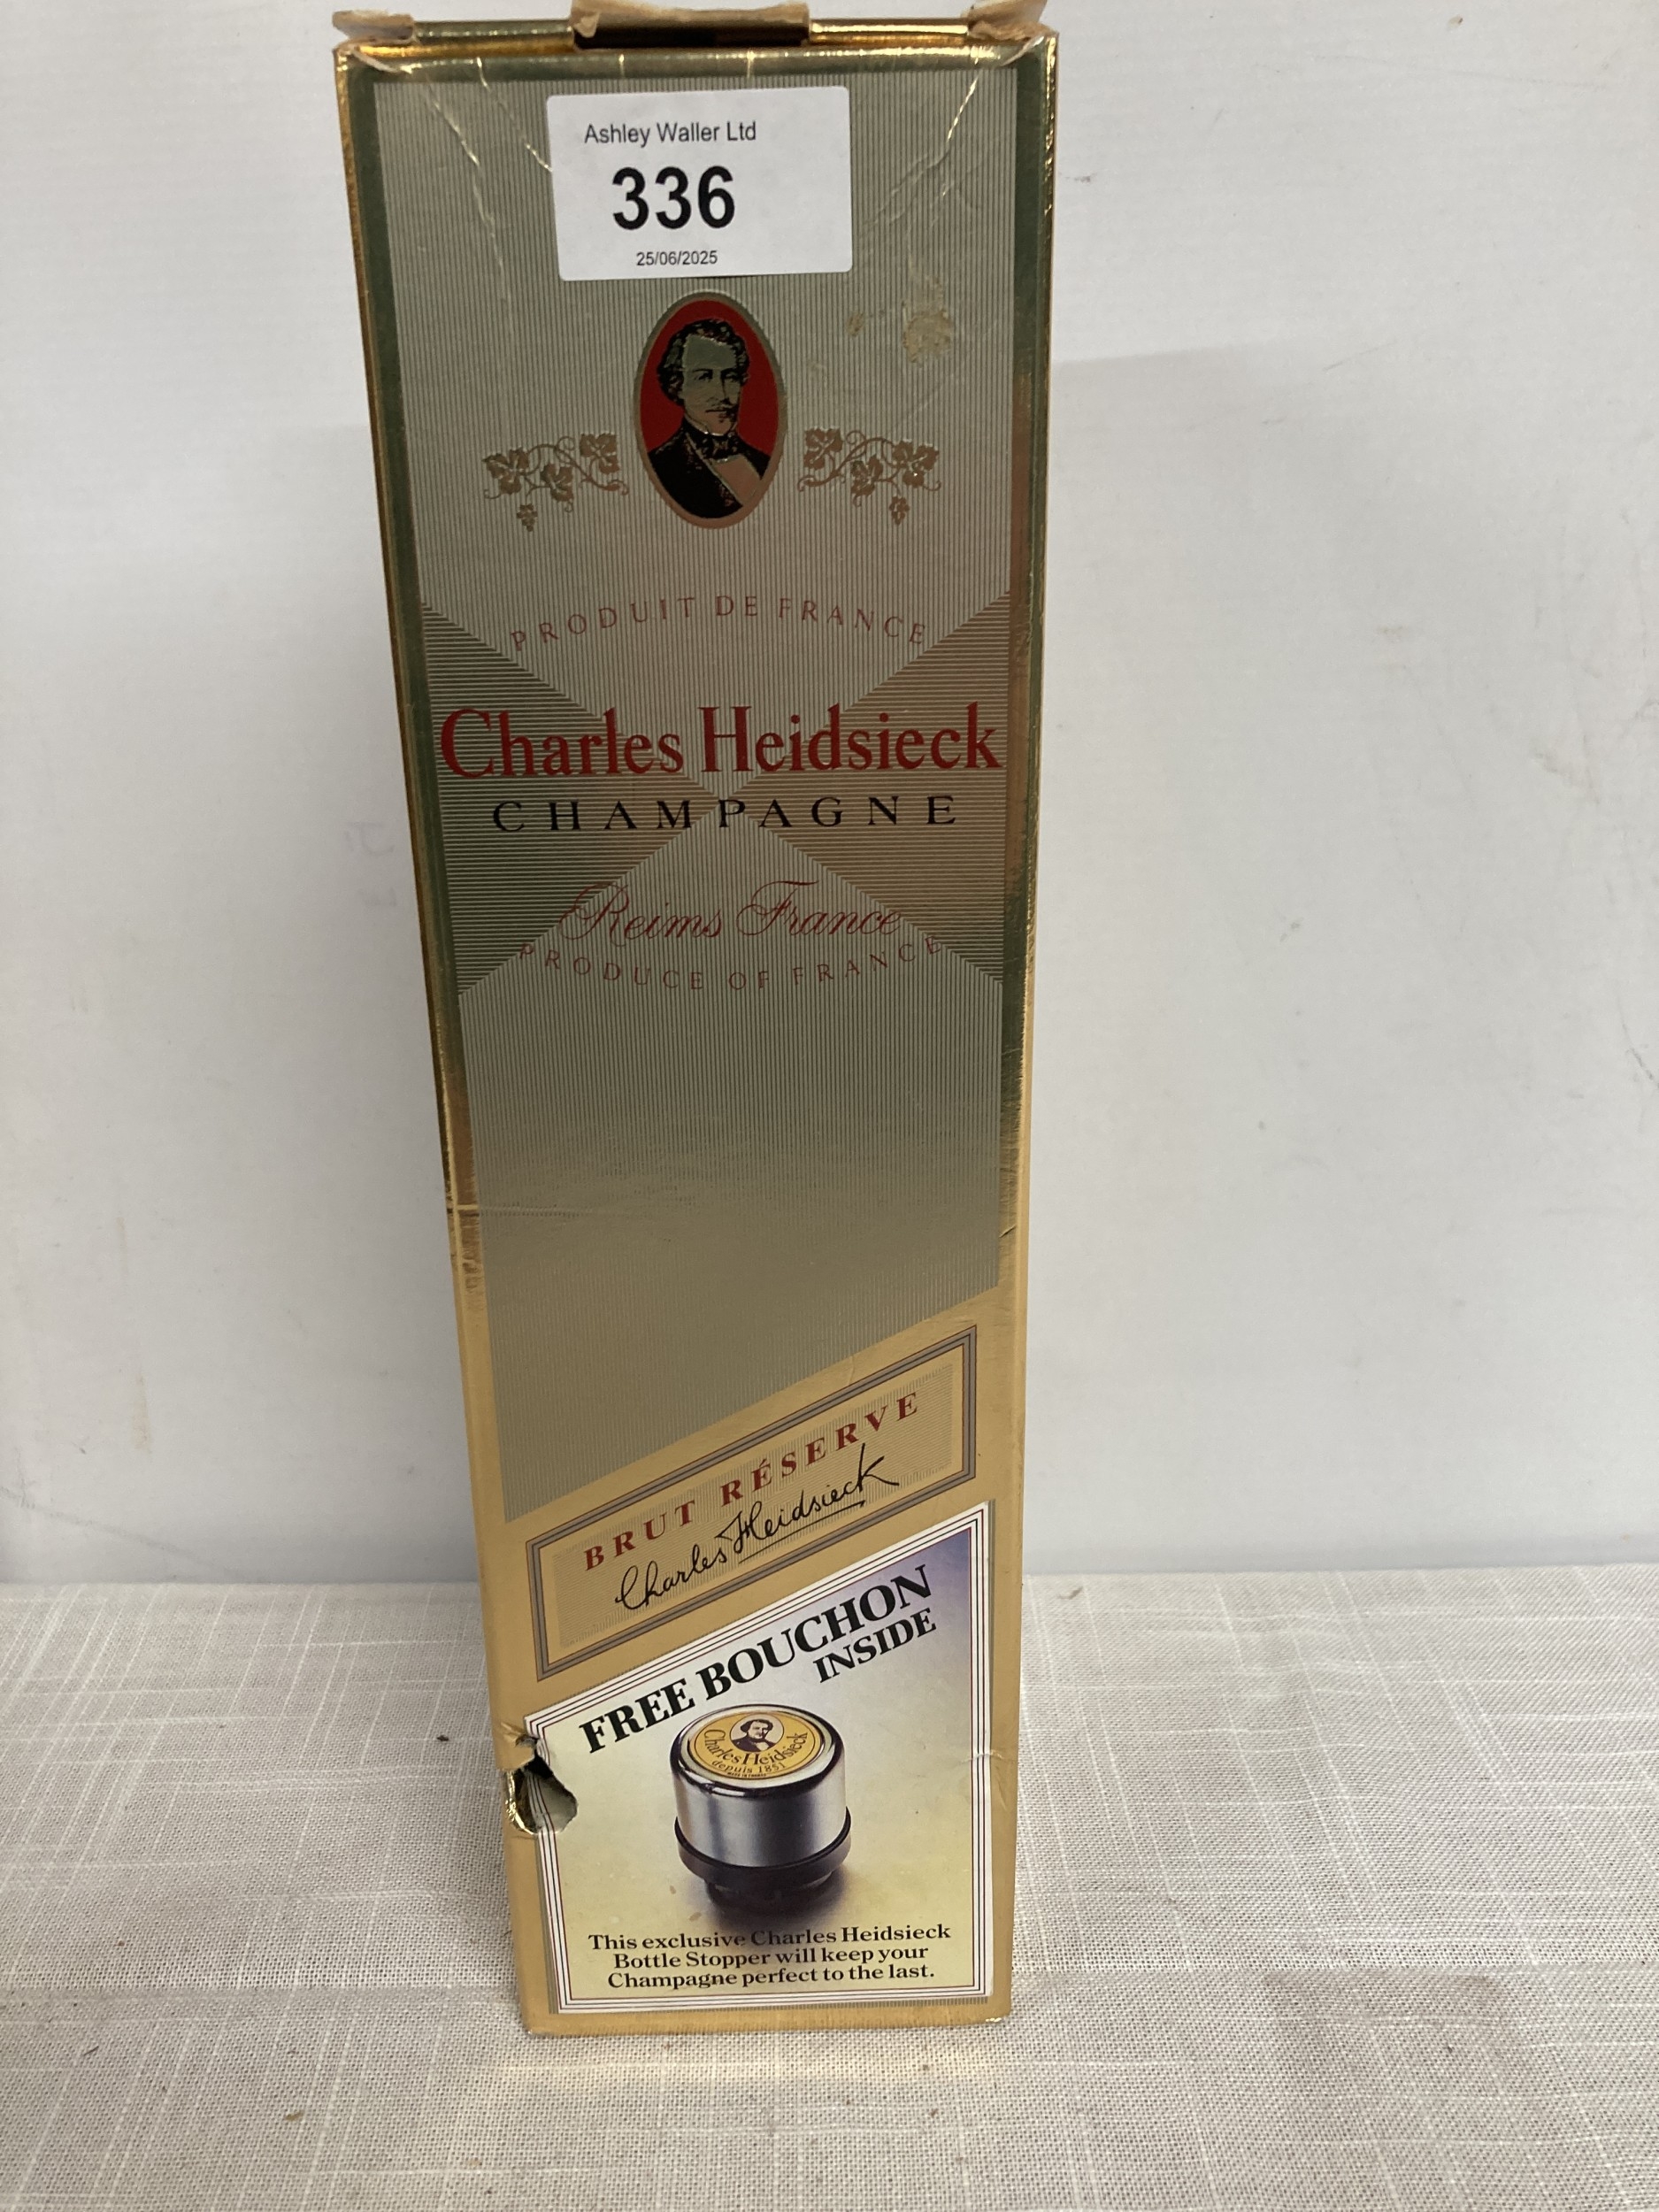 Ashley Waller Ltd
336
25/06/2025
PRODUIT DE FRANCE
Charles Heidsieck
CHAMPAGNE
Reims France
PRODUCE OF FRANCE
BRUT RÉSERVE
Charles Heidsieck
FREE BOUCHON
INSIDE
Charles Heidsieck
depuis 1851
This exclusive Charles Heidsieck
Bottle Stopper will keep your
Champagne perfect to the last.